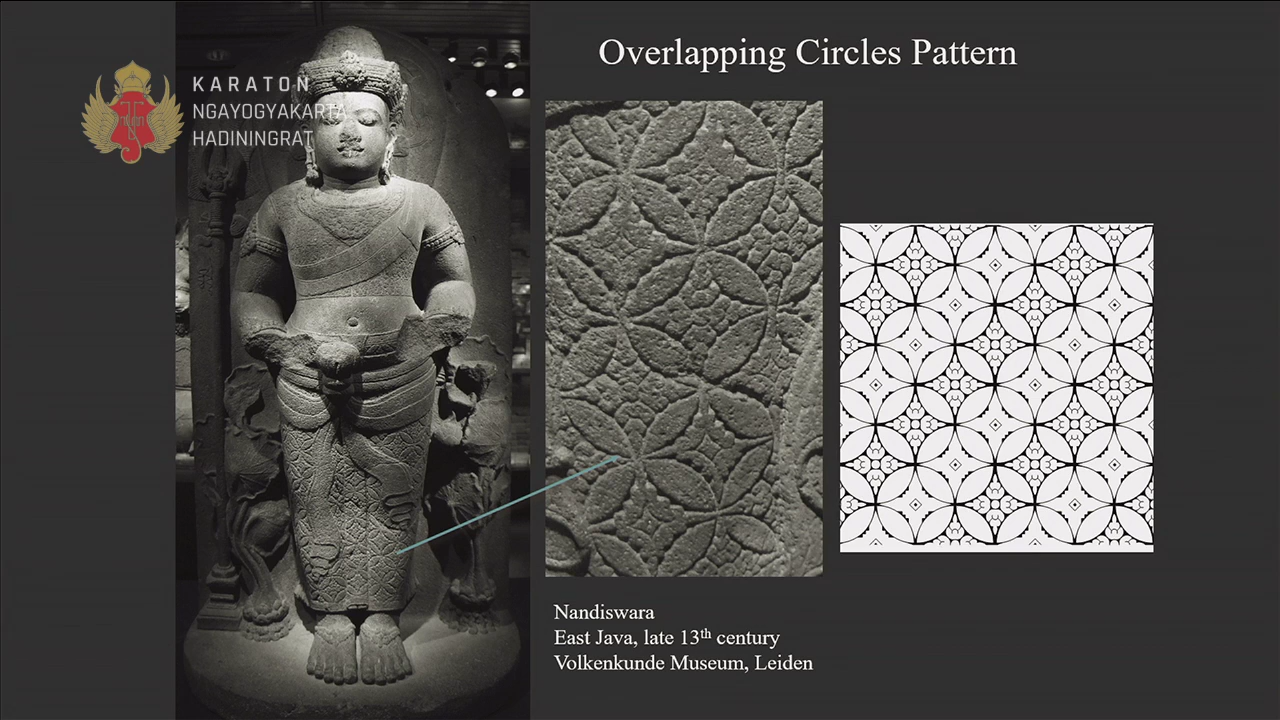 KARATON
NGAYOGYAKARTA
HADININGRAT
Overlapping Circles Pattern
Nandiswara
East Java, late 13th century
Volkenkunde Museum, Leiden